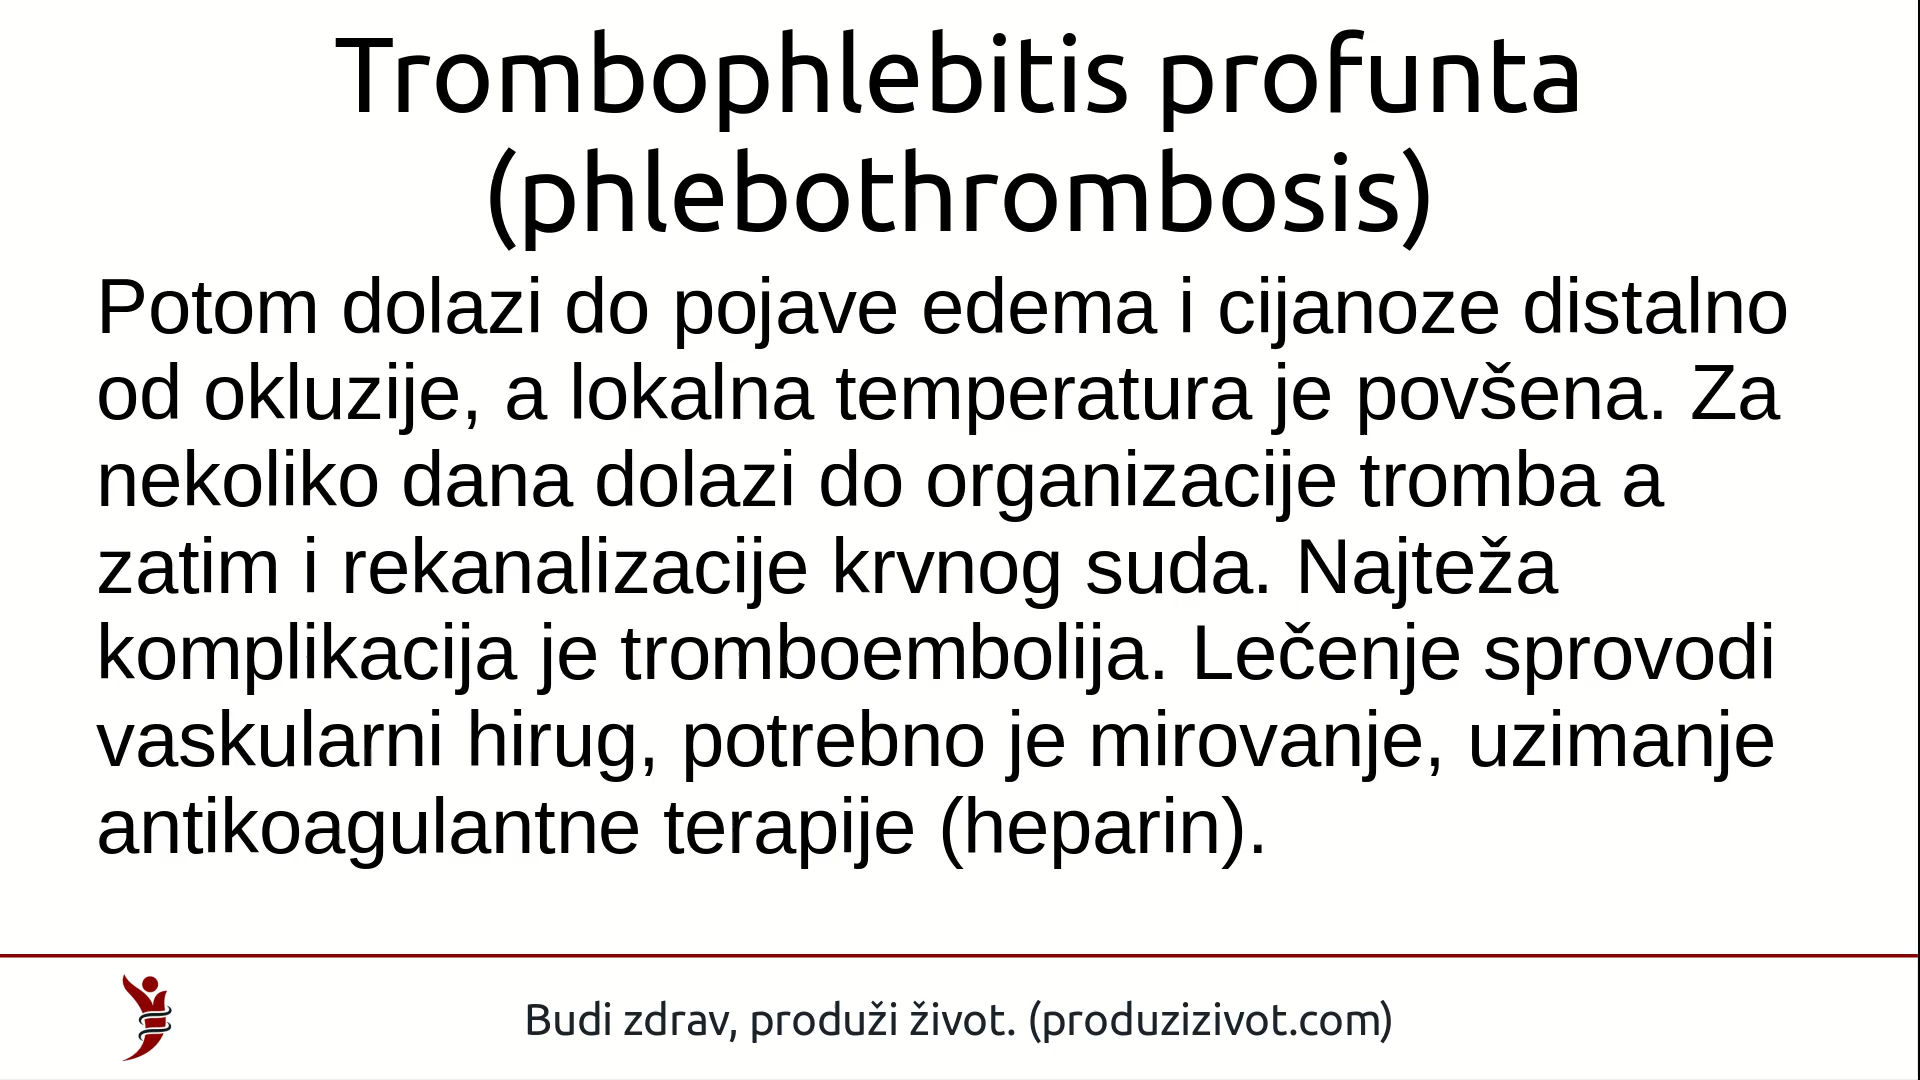 Trombophlebitis profunta
(phlebothrombosis)
Potom dolazi do pojave edema i cijanoze distalno
od okluzije, a lokalna temperatura je povšena. Za
nekoliko dana dolazi do organizacije tromba a
zatim i rekanalizacije krvnog suda. Najteža
komplikacija je tromboembolija. Lečenje sprovodi
vaskularni hirug, potrebno je mirovanje, uzimanje
antikoagulantne terapije (heparin).
Budi zdrav, produži život. (produzizivot.com)